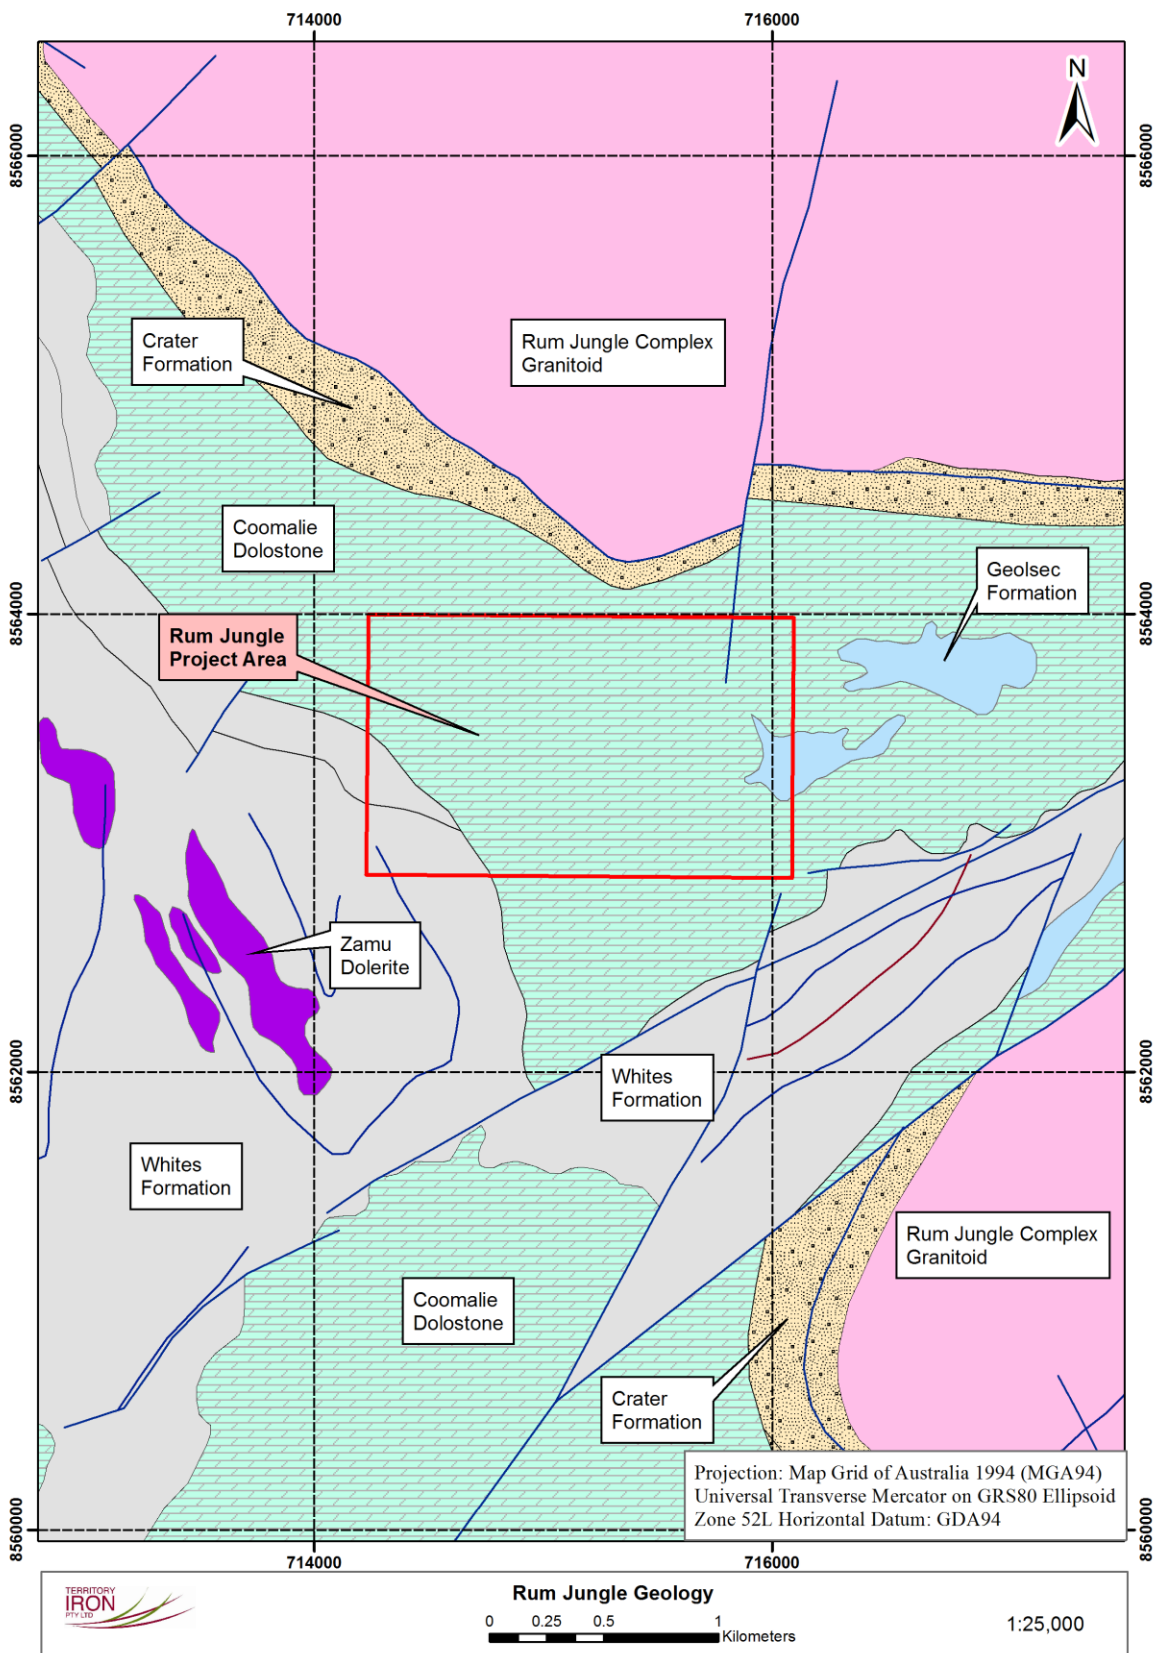 714000
716000
N
8566000
8566000
Crater
Formation
Rum Jungle Complex
Granitoid
Coomalie
Dolostone
Geolsec
Formation
8564000
8564000
Rum Jungle
Project Area
Zamu
Dolerite
8562000
8562000
Whites
Formation
Whites
Formation
Rum Jungle Complex
Granitoid
Coomalie
Dolostone
Crater
Formation
Projection: Map Grid of Australia 1994 (MGA94)
Universal Transverse Mercator on GRS80 Ellipsoid
Zone 52L Horizontal Datum: GDA94
8560000
8560000
714000
716000
TERRITORY
IRON
PTY LTD
Rum Jungle Geology
0 0.25 0.5 1
Kilometers
1:25,000